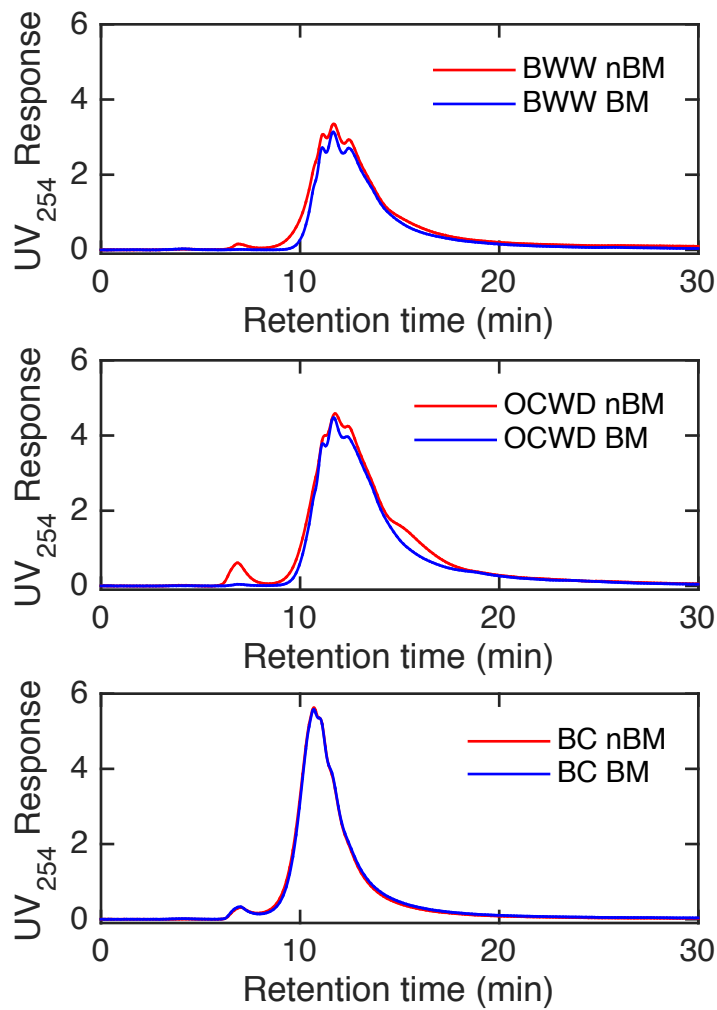 6
4
2
0
UV254 Response
BWW nBM
BWW BM
0 10 20 30
Retention time (min)
6
4
2
0
UV254 Response
OCWD nBM
OCWD BM
0 10 20 30
Retention time (min)
6
4
2
0
UV254 Response
BC nBM
BC BM
0 10 20 30
Retention time (min)